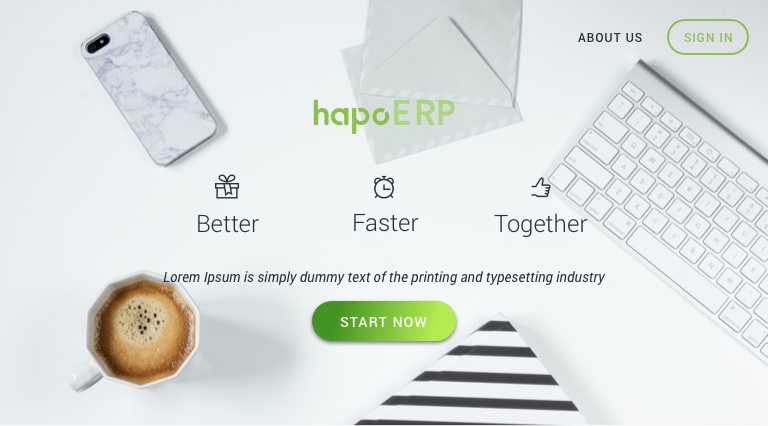 ABOUT US
SIGN IN
hapoERP
Better
Faster
Together
Lorem Ipsum is simply dummy text of the printing and typesetting industry
START NOW